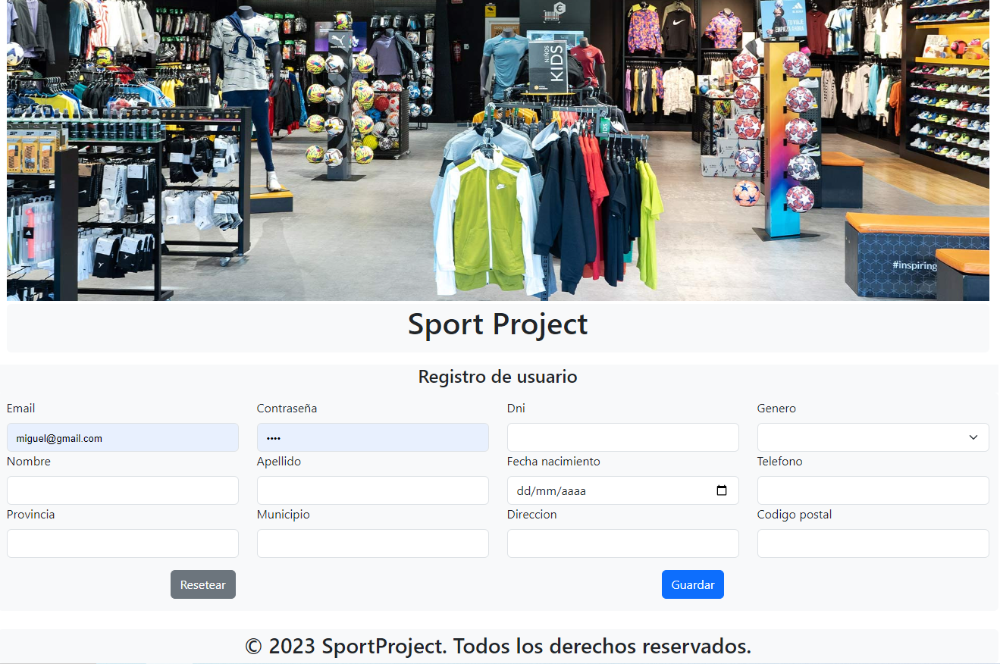 NIÑOS
KIDS
#inspiring
Sport Project
Registro de usuario
Email Contraseña Dni Genero
miguel@gmail.com ••••
Nombre Apellido Fecha nacimiento Telefono
dd/mm/aaaa
Provincia Municipio Direccion Codigo postal
Resetear Guardar
© 2023 SportProject. Todos los derechos reservados.